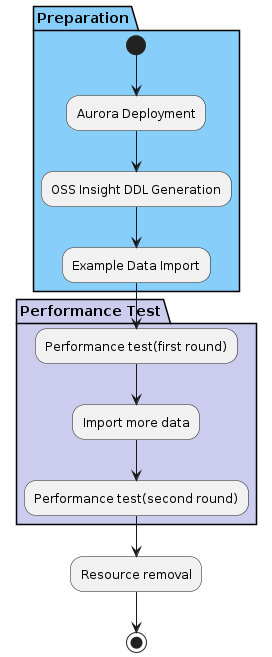 Preparation
Aurora Deployment
OSS Insight DDL Generation
Example Data Import
Performance Test
Performance test(first round)
Import more data
Performance test(second round)
Resource removal